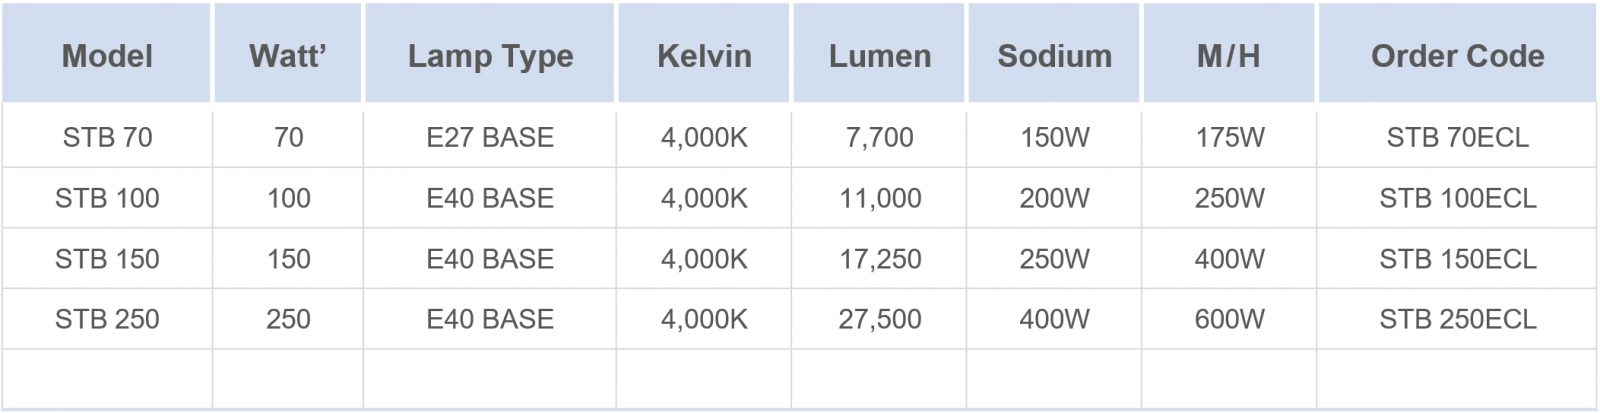 Model Watt’ Lamp Type Kelvin Lumen Sodium M/H Order Code
STB 70 70 E27 BASE 4,000K 7,700 150W 175W STB 70ECL
STB 100 100 E40 BASE 4,000K 11,000 200W 250W STB 100ECL
STB 150 150 E40 BASE 4,000K 17,250 250W 400W STB 150ECL
STB 250 250 E40 BASE 4,000K 27,500 400W 600W STB 250ECL